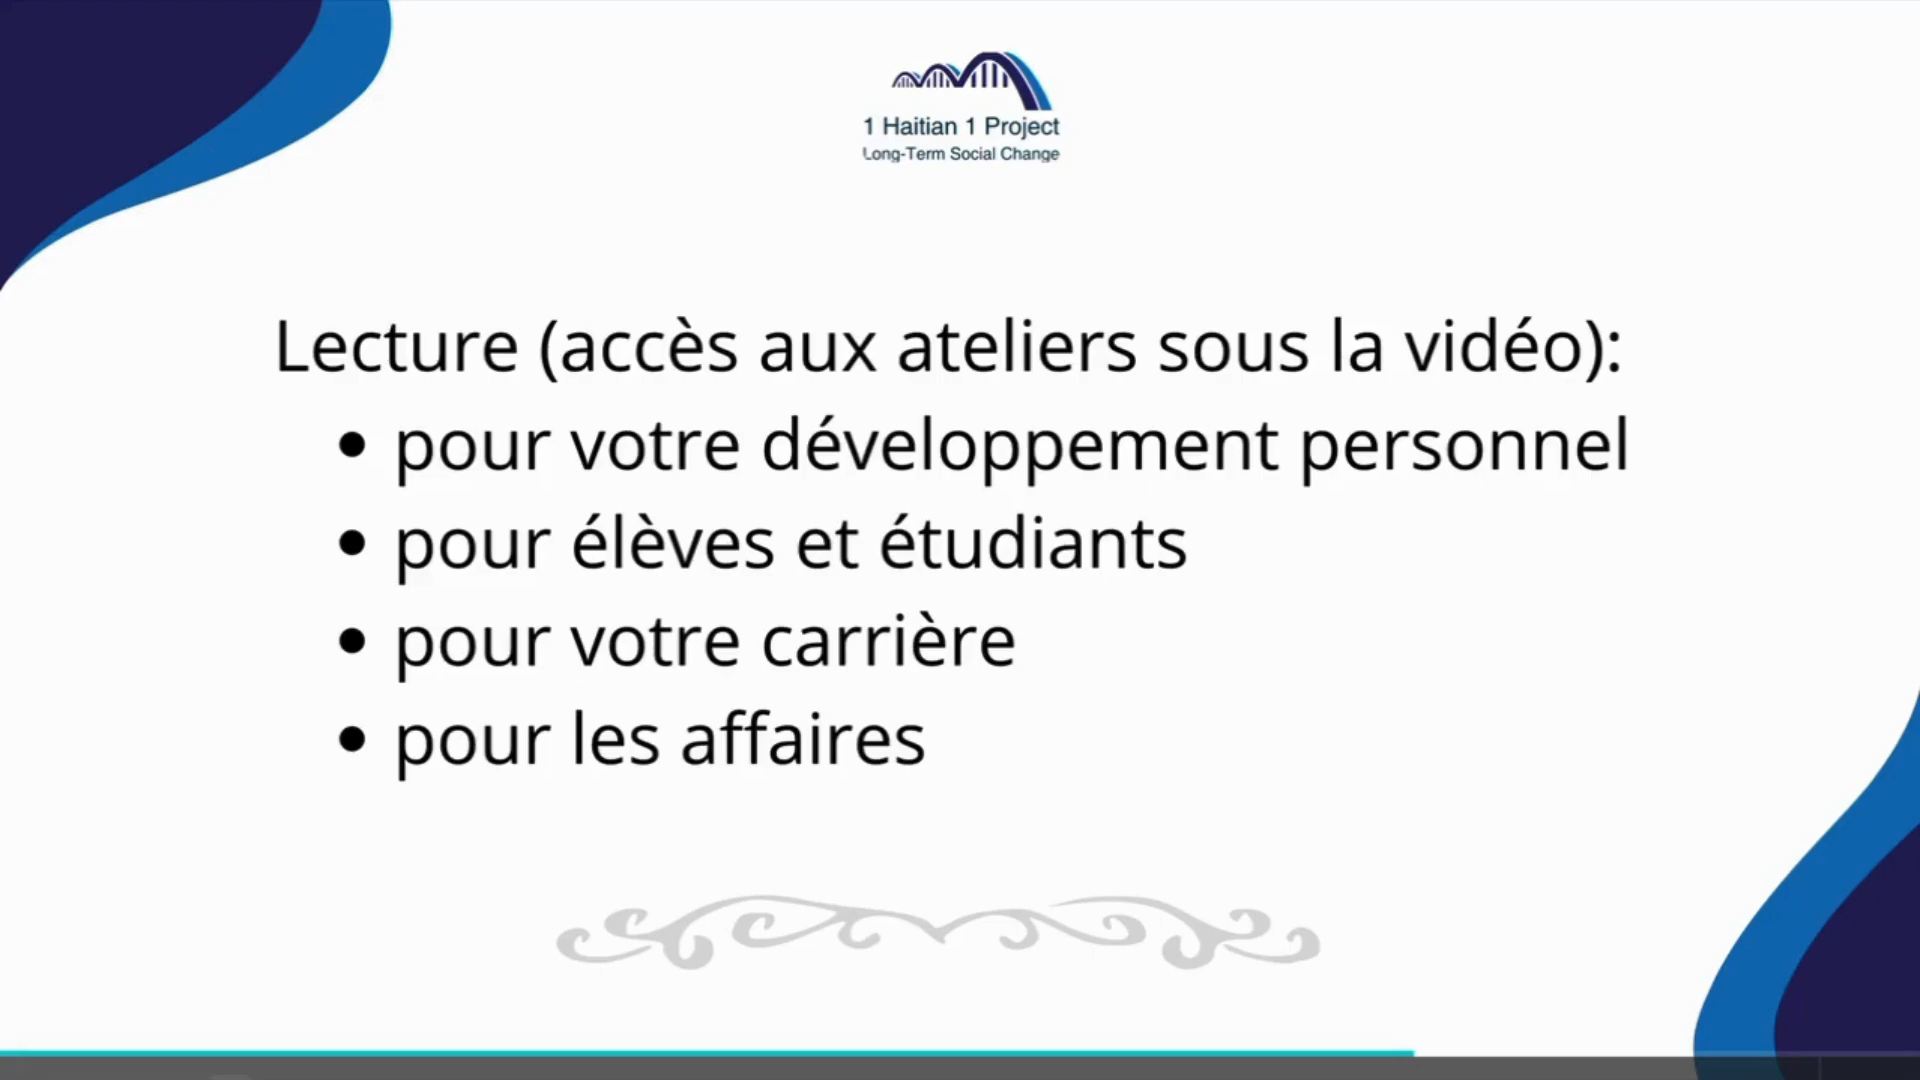 1 Haitian 1 Project
Long-Term Social Change
Lecture (accès aux ateliers sous la vidéo):
• pour votre développement personnel
• pour élèves et étudiants
• pour votre carrière
• pour les affaires